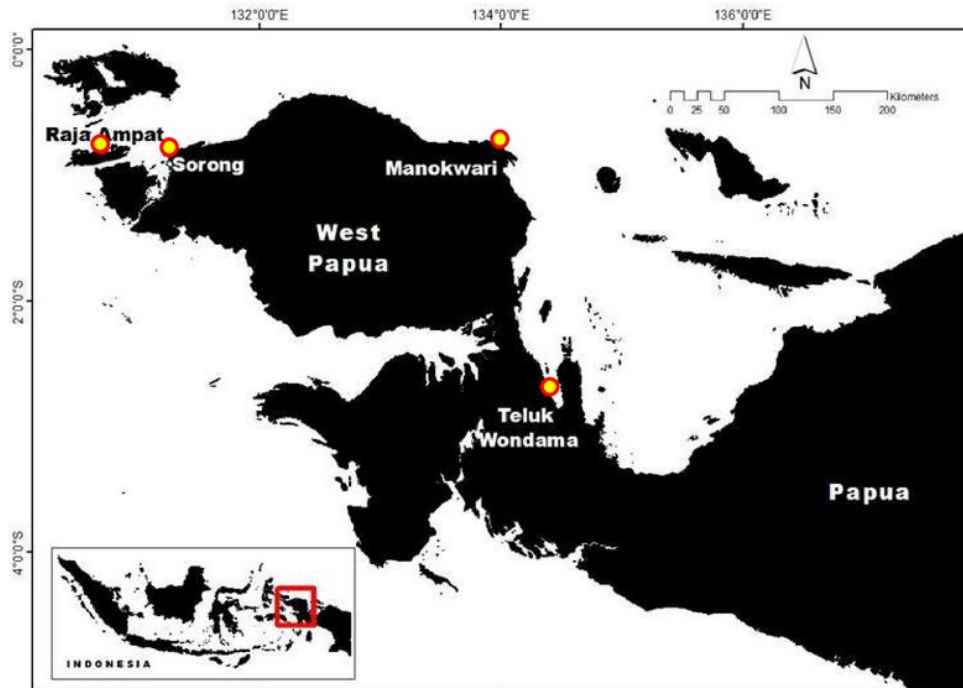 132°0'0"E
134°0'0"E
136°0'0"E
0°0'0"
2°0'0"S
4°0'0"S
N
0 25 50 100 150 200
Kilometers
Raja Ampat
Sorong
Manokwari
West
Papua
Teluk
Wondama
Papua
INDONESIA